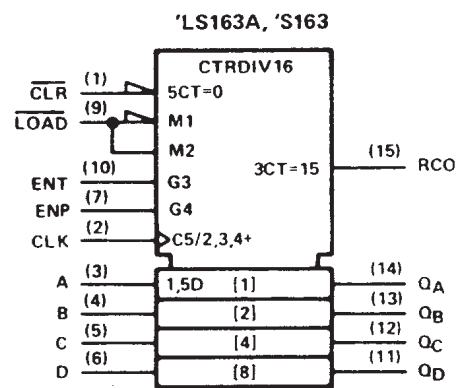 'LS163A, 'S163
CTRDIV16
CLR (1) 5CT=0
LOAD (9) M1
M2
3CT=15 (15) RCO
ENT (10) G3
ENP (7) G4
CLK (2) C5/2,3,4+
A (3) 1,5D [1] (14) QA
B (4) [2] (13) QB
C (5) [4] (12) QC
D (6) [8] (11) QD